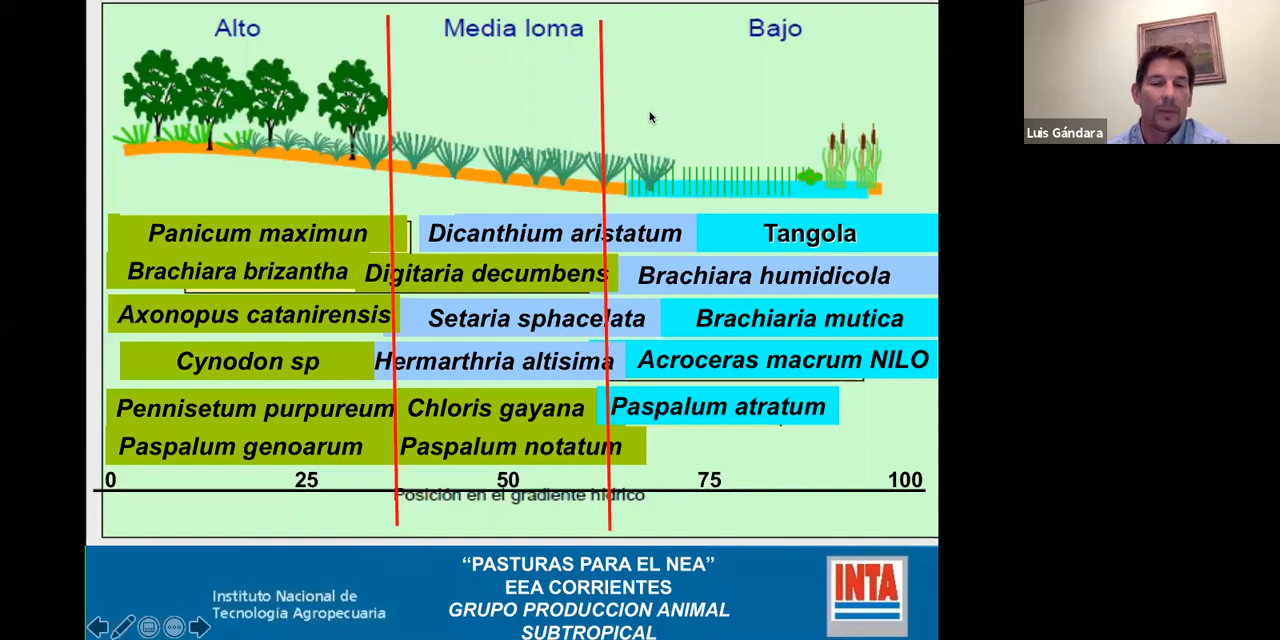 Alto Media loma Bajo
Luis Gándara
Panicum maximun Dicanthium aristatum Tangola
Brachiara brizantha Digitaria decumbens Brachiara humidicola
Axonopus catanirensis Setaria sphacelata Brachiaria mutica
Cynodon sp Hermarthria altisima Acroceras macrum NILO
Pennisetum purpureum Chloris gayana Paspalum atratum
Paspalum genoarum Paspalum notatum
0 25 50 75 100
Posición en el gradiente hídrico
Instituto Nacional de
Tecnología Agropecuaria
“PASTURAS PARA EL NEA”
EEA CORRIENTES
GRUPO PRODUCCION ANIMAL
SUBTROPICAL
INTA